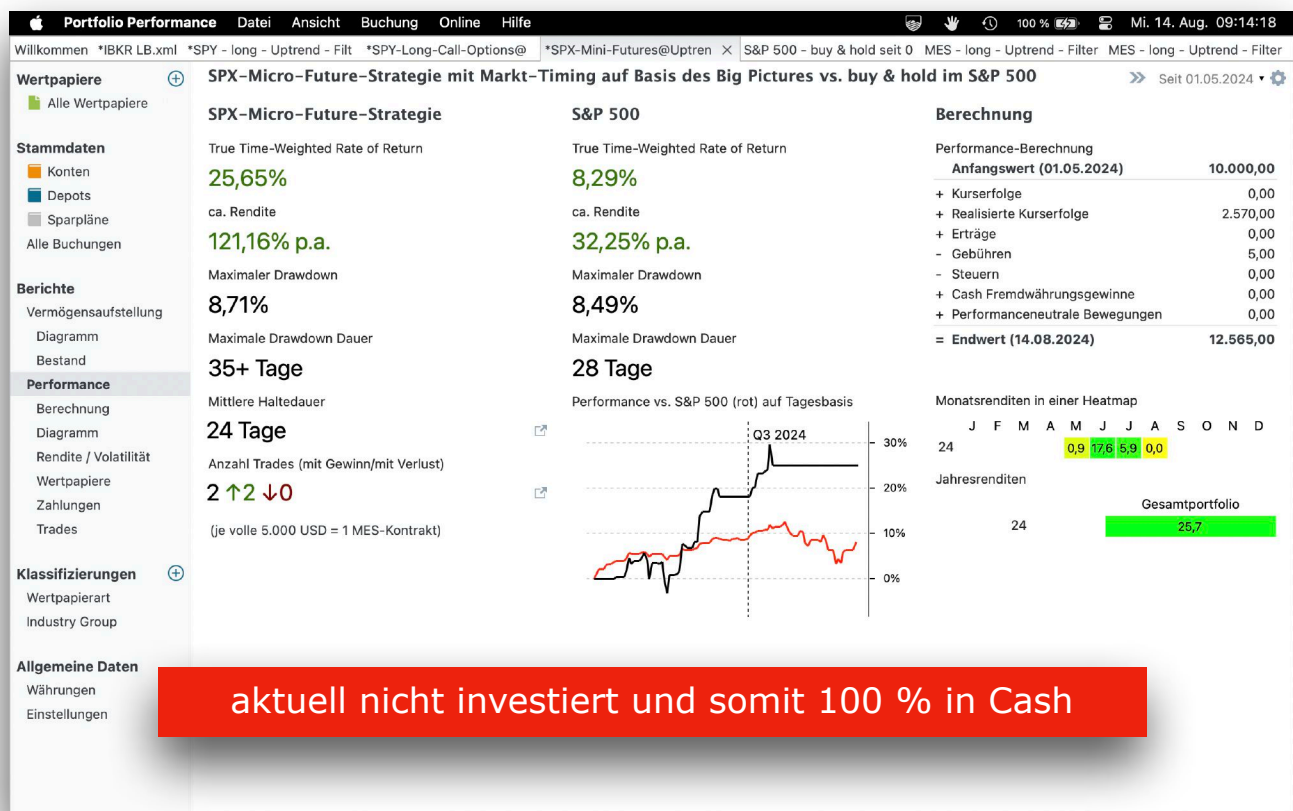 Portfolio Performance Datei Ansicht Buchung Online Hilfe 100 % Mi. 14. Aug. 09:14:18
Willkommen *IBKR LB.xml *SPY - long - Uptrend - Filt *SPY-Long-Call-Options@ *SPX-Mini-Futures@Uptren × S&P 500 - buy & hold seit 0 MES - long - Uptrend - Filter MES - long - Uptrend - Filter
Wertpapiere
Alle Wertpapiere
Stammdaten
Konten
Depots
Sparpläne
Alle Buchungen
Berichte
Vermögensaufstellung
Diagramm
Bestand
Performance
Berechnung
Diagramm
Rendite / Volatilität
Wertpapiere
Zahlungen
Trades
Klassifizierungen
Wertpapierart
Industry Group
Allgemeine Daten
Währungen
Einstellungen
SPX-Micro-Future-Strategie mit Markt-Timing auf Basis des Big Pictures vs. buy & hold im S&P 500
Seit 01.05.2024
SPX-Micro-Future-Strategie
True Time-Weighted Rate of Return
25,65%
ca. Rendite
121,16% p.a.
Maximaler Drawdown
8,71%
Maximale Drawdown Dauer
35+ Tage
Mittlere Haltedauer
24 Tage
Anzahl Trades (mit Gewinn/mit Verlust)
2 ↑2 ↓0
(je volle 5.000 USD = 1 MES-Kontrakt)
S&P 500
True Time-Weighted Rate of Return
8,29%
ca. Rendite
32,25% p.a.
Maximaler Drawdown
8,49%
Maximale Drawdown Dauer
28 Tage
Performance vs. S&P 500 (rot) auf Tagesbasis
Q3 2024
30%
20%
10%
0%
Berechnung
Performance-Berechnung
Anfangswert (01.05.2024) 10.000,00
+ Kurserfolge 0,00
+ Realisierte Kurserfolge 2.570,00
+ Erträge 0,00
- Gebühren 5,00
- Steuern 0,00
+ Cash Fremdwährungsgewinne 0,00
+ Performanceneutrale Bewegungen 0,00
= Endwert (14.08.2024) 12.565,00
Monatsrenditen in einer Heatmap
J F M A M J J A S O N D
24 0,9 17,6 5,9 0,0
Jahresrenditen
Gesamtportfolio
24 25,7
aktuell nicht investiert und somit 100 % in Cash